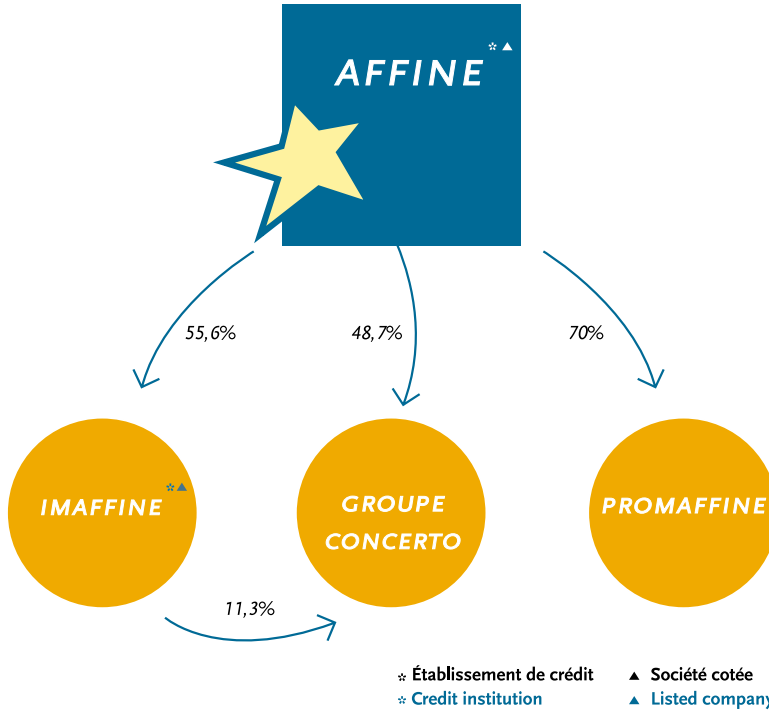 AFFINE *▲
55,6%
48,7%
70%
IMAFFINE *▲
GROUPE
CONCERTO
PROMAFFINE
11,3%
* Établissement de crédit ▲ Société cotée
* Credit institution ▲ Listed company